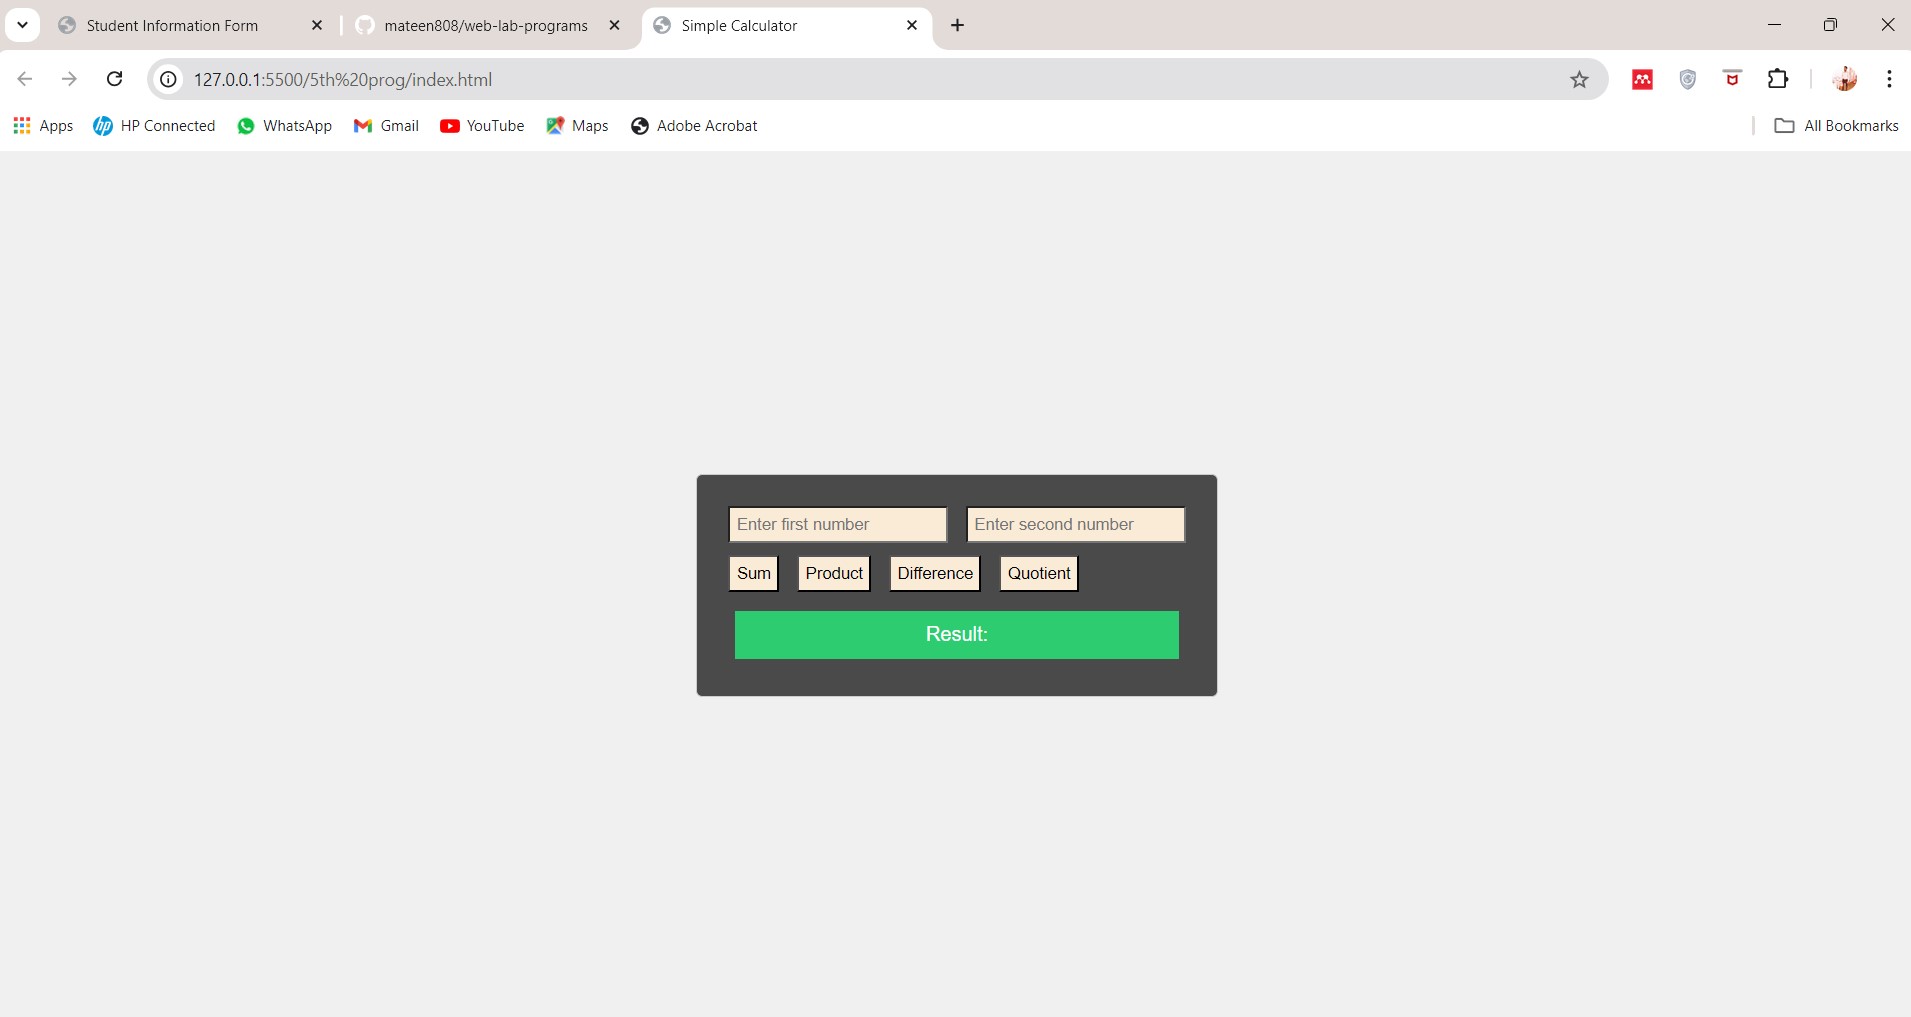 Student Information Form
mateen808/web-lab-programs
Simple Calculator
127.0.0.1:5500/5th%20prog/index.html
Apps
hp HP Connected
WhatsApp
Gmail
YouTube
Maps
Adobe Acrobat
All Bookmarks
Enter first number
Enter second number
Sum
Product
Difference
Quotient
Result: